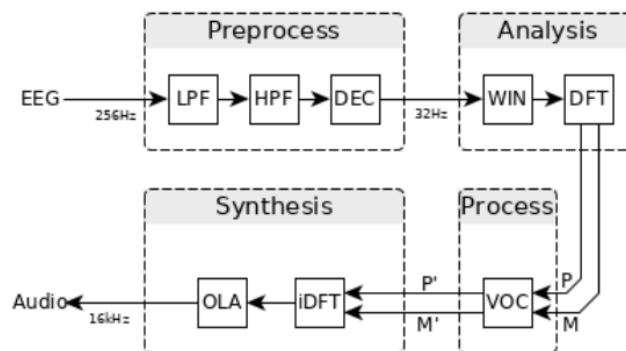 Preprocess Analysis
EEG LPF HPF DEC WIN DFT
256Hz 32Hz
Synthesis Process
P' P
Audio OLA iDFT VOC
16kHz M' M